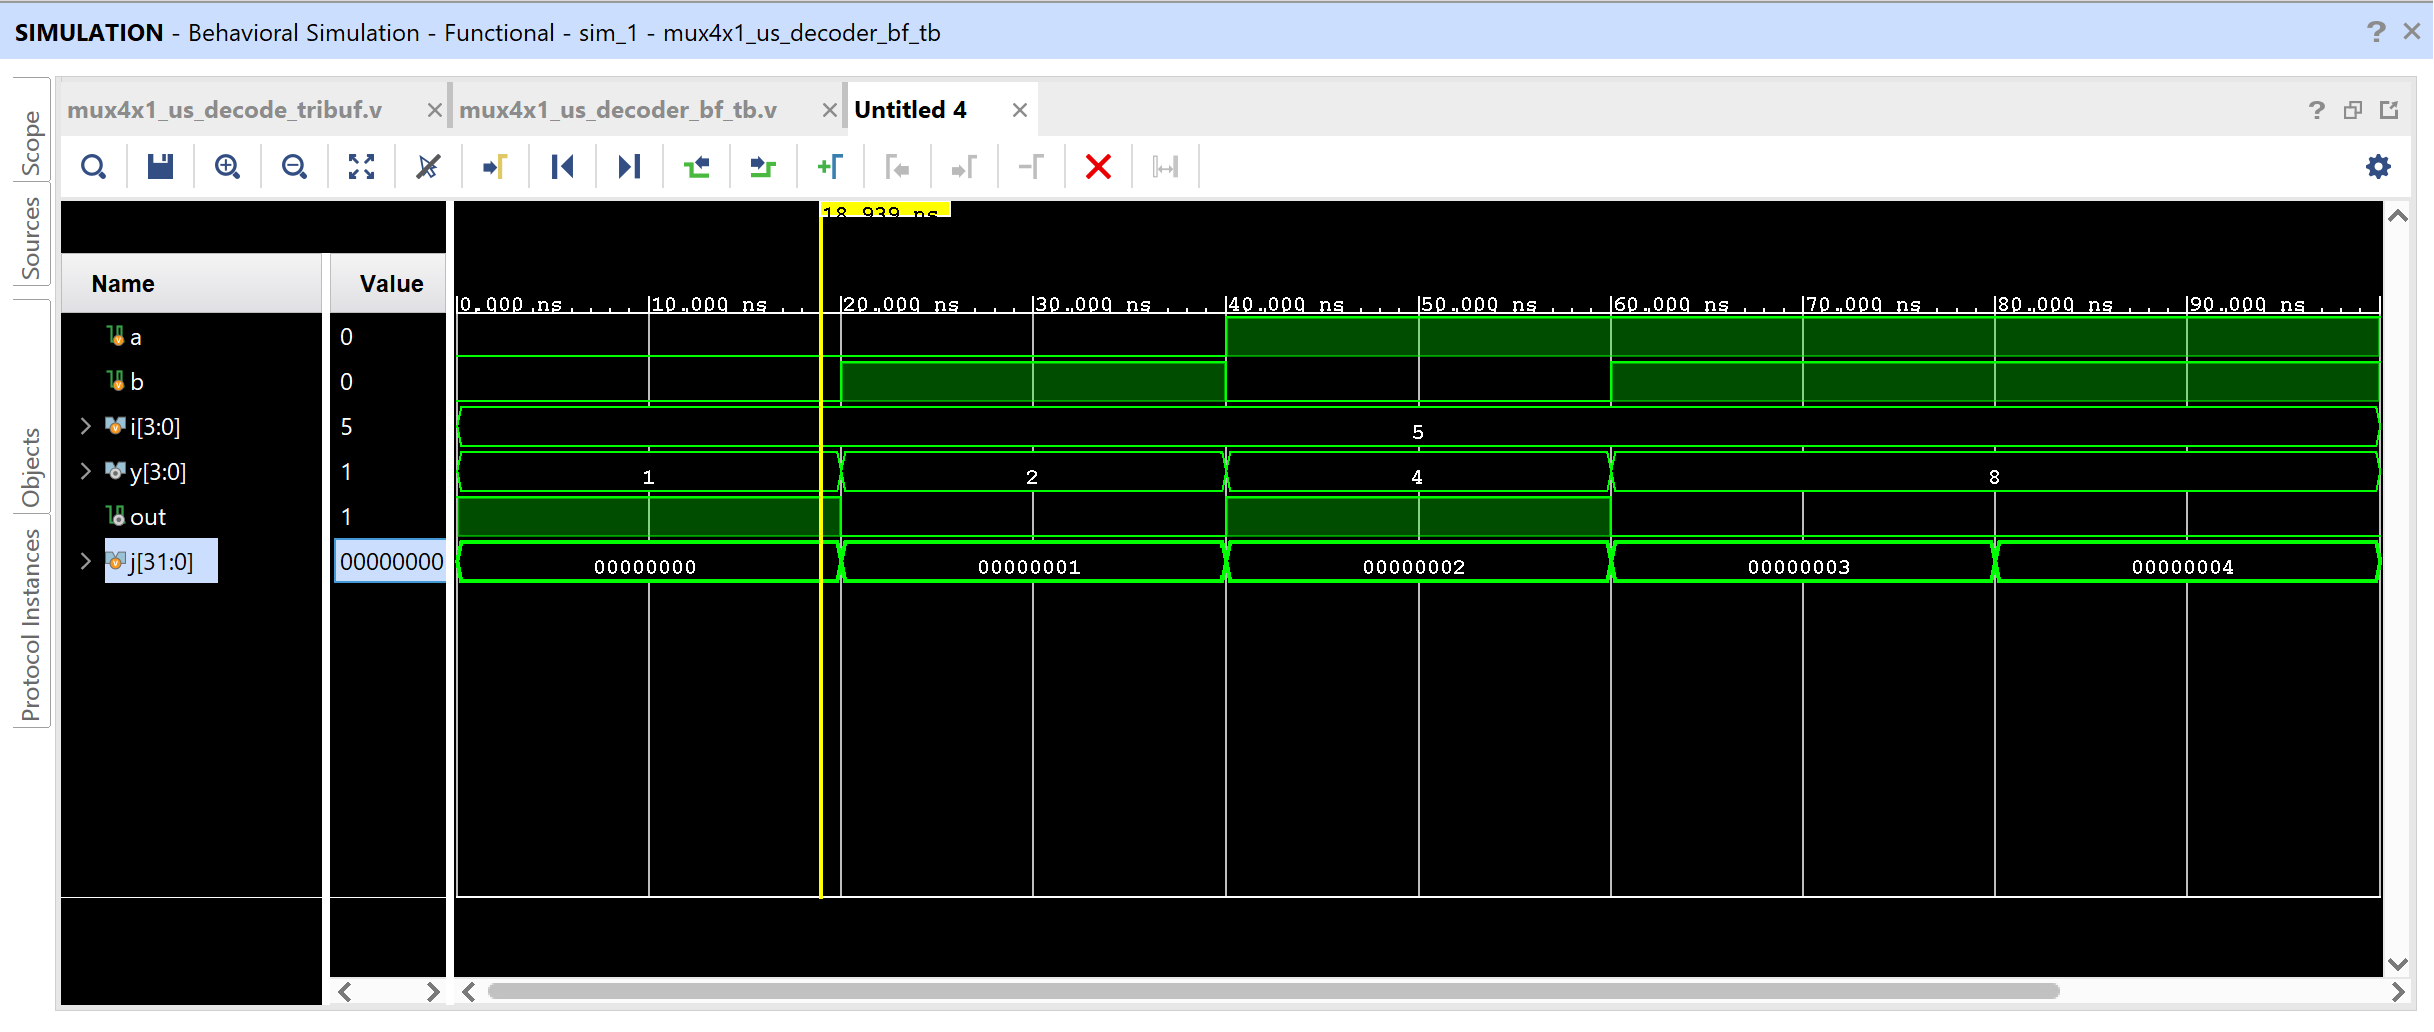 SIMULATION - Behavioral Simulation - Functional - sim_1 - mux4x1_us_decoder_bf_tb
? ×
Scope
Sources
Objects
Protocol Instances
mux4x1_us_decode_tribuf.v × mux4x1_us_decoder_bf_tb.v × Untitled 4 ×
?
18.939 ns
Name Value
0.000 ns 10.000 ns 20.000 ns 30.000 ns 40.000 ns 50.000 ns 60.000 ns 70.000 ns 80.000 ns 90.000 ns
a 0
b 0
i[3:0] 5 5
y[3:0] 1 1 2 4 8
out 1
j[31:0] 00000000 00000000 00000001 00000002 00000003 00000004